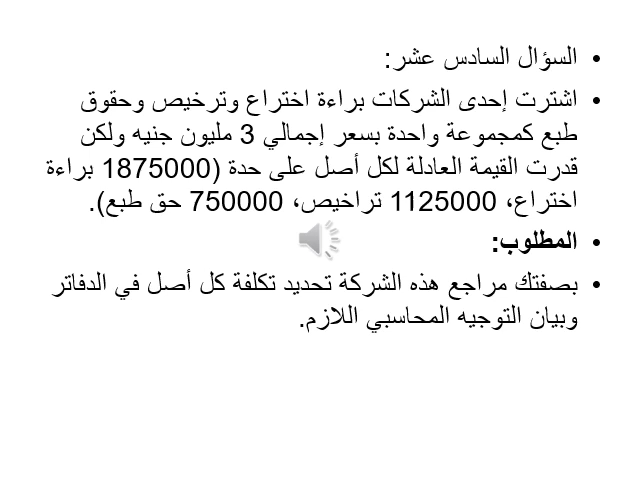 • السؤال السادس عشر:
• اشترت إحدى الشركات براءة اختراع وترخيص وحقوق
طبع كمجموعة واحدة بسعر إجمالي 3 مليون جنيه ولكن
قدرت القيمة العادلة لكل أصل على حدة (1875000 براءة
اختراع، 1125000 تراخيص، 750000 حق طبع).
• المطلوب:
• بصفتك مراجع هذه الشركة تحديد تكلفة كل أصل في الدفاتر
وبيان التوجيه المحاسبي اللازم.